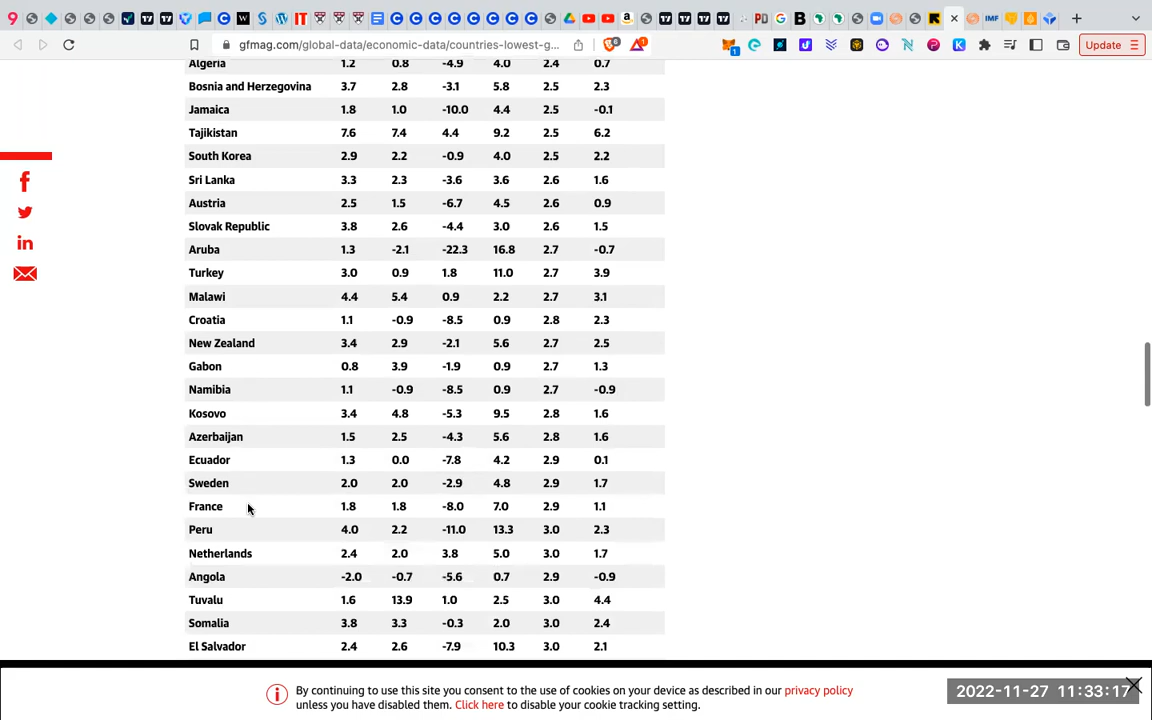 gfmag.com/global-data/economic-data/countries-lowest-g...
Update
Algeria 1.2 0.8 -4.9 4.0 2.4 0.7
Bosnia and Herzegovina 3.7 2.8 -3.1 5.8 2.5 2.3
Jamaica 1.8 1.0 -10.0 4.4 2.5 -0.1
Tajikistan 7.6 7.4 4.4 9.2 2.5 6.2
South Korea 2.9 2.2 -0.9 4.0 2.5 2.2
Sri Lanka 3.3 2.3 -3.6 3.6 2.6 1.6
Austria 2.5 1.5 -6.7 4.5 2.6 0.9
Slovak Republic 3.8 2.6 -4.4 3.0 2.6 1.5
Aruba 1.3 -2.1 -22.3 16.8 2.7 -0.7
Turkey 3.0 0.9 1.8 11.0 2.7 3.9
Malawi 4.4 5.4 0.9 2.2 2.7 3.1
Croatia 1.1 -0.9 -8.5 0.9 2.8 2.3
New Zealand 3.4 2.9 -2.1 5.6 2.7 2.5
Gabon 0.8 3.9 -1.9 0.9 2.7 1.3
Namibia 1.1 -0.9 -8.5 0.9 2.7 -0.9
Kosovo 3.4 4.8 -5.3 9.5 2.8 1.6
Azerbaijan 1.5 2.5 -4.3 5.6 2.8 1.6
Ecuador 1.3 0.0 -7.8 4.2 2.9 0.1
Sweden 2.0 2.0 -2.9 4.8 2.9 1.7
France 1.8 1.8 -8.0 7.0 2.9 1.1
Peru 4.0 2.2 -11.0 13.3 3.0 2.3
Netherlands 2.4 2.0 3.8 5.0 3.0 1.7
Angola -2.0 -0.7 -5.6 0.7 2.9 -0.9
Tuvalu 1.6 13.9 1.0 2.5 3.0 4.4
Somalia 3.8 3.3 -0.3 2.0 3.0 2.4
El Salvador 2.4 2.6 -7.9 10.3 3.0 2.1
By continuing to use this site you consent to the use of cookies on your device as described in our privacy policy
unless you have disabled them. Click here to disable your cookie tracking setting.
2022-11-27 11:33:17